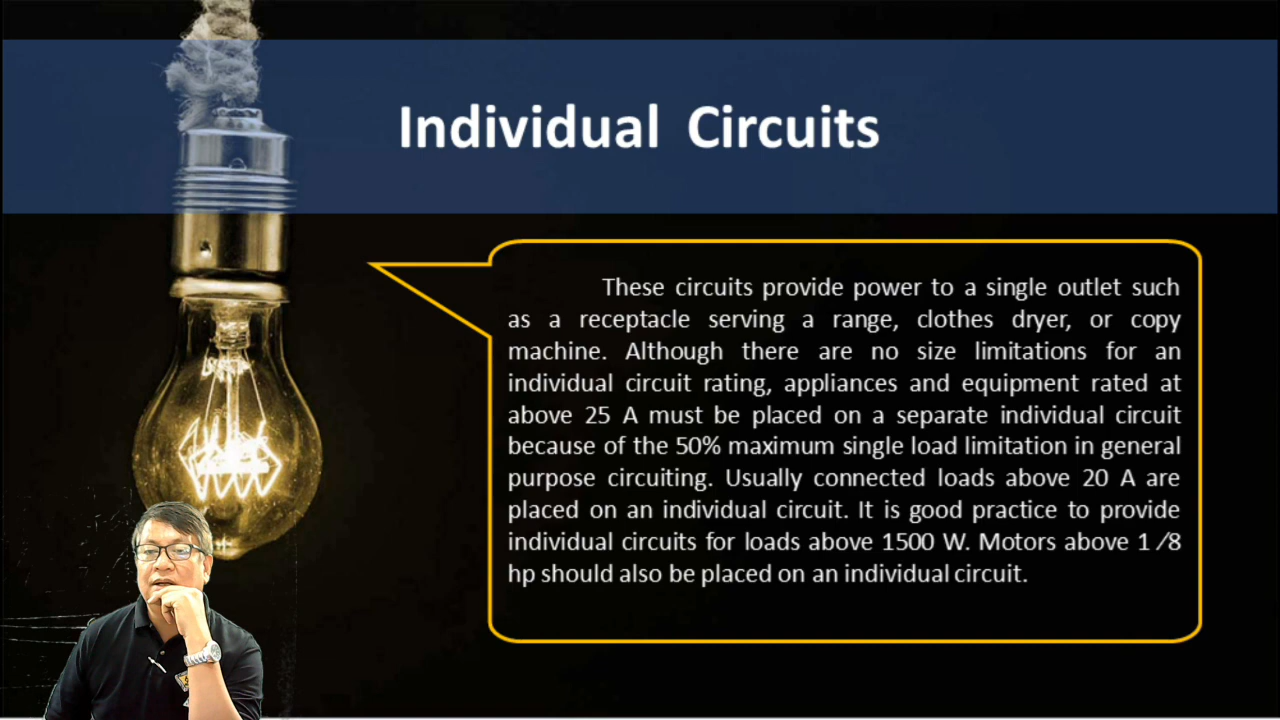 Individual Circuits
These circuits provide power to a single outlet such
as a receptacle serving a range, clothes dryer, or copy
machine. Although there are no size limitations for an
individual circuit rating, appliances and equipment rated at
above 25 A must be placed on a separate individual circuit
because of the 50% maximum single load limitation in general
purpose circuiting. Usually connected loads above 20 A are
placed on an individual circuit. It is good practice to provide
individual circuits for loads above 1500 W. Motors above 1 ⁄8
hp should also be placed on an individual circuit.